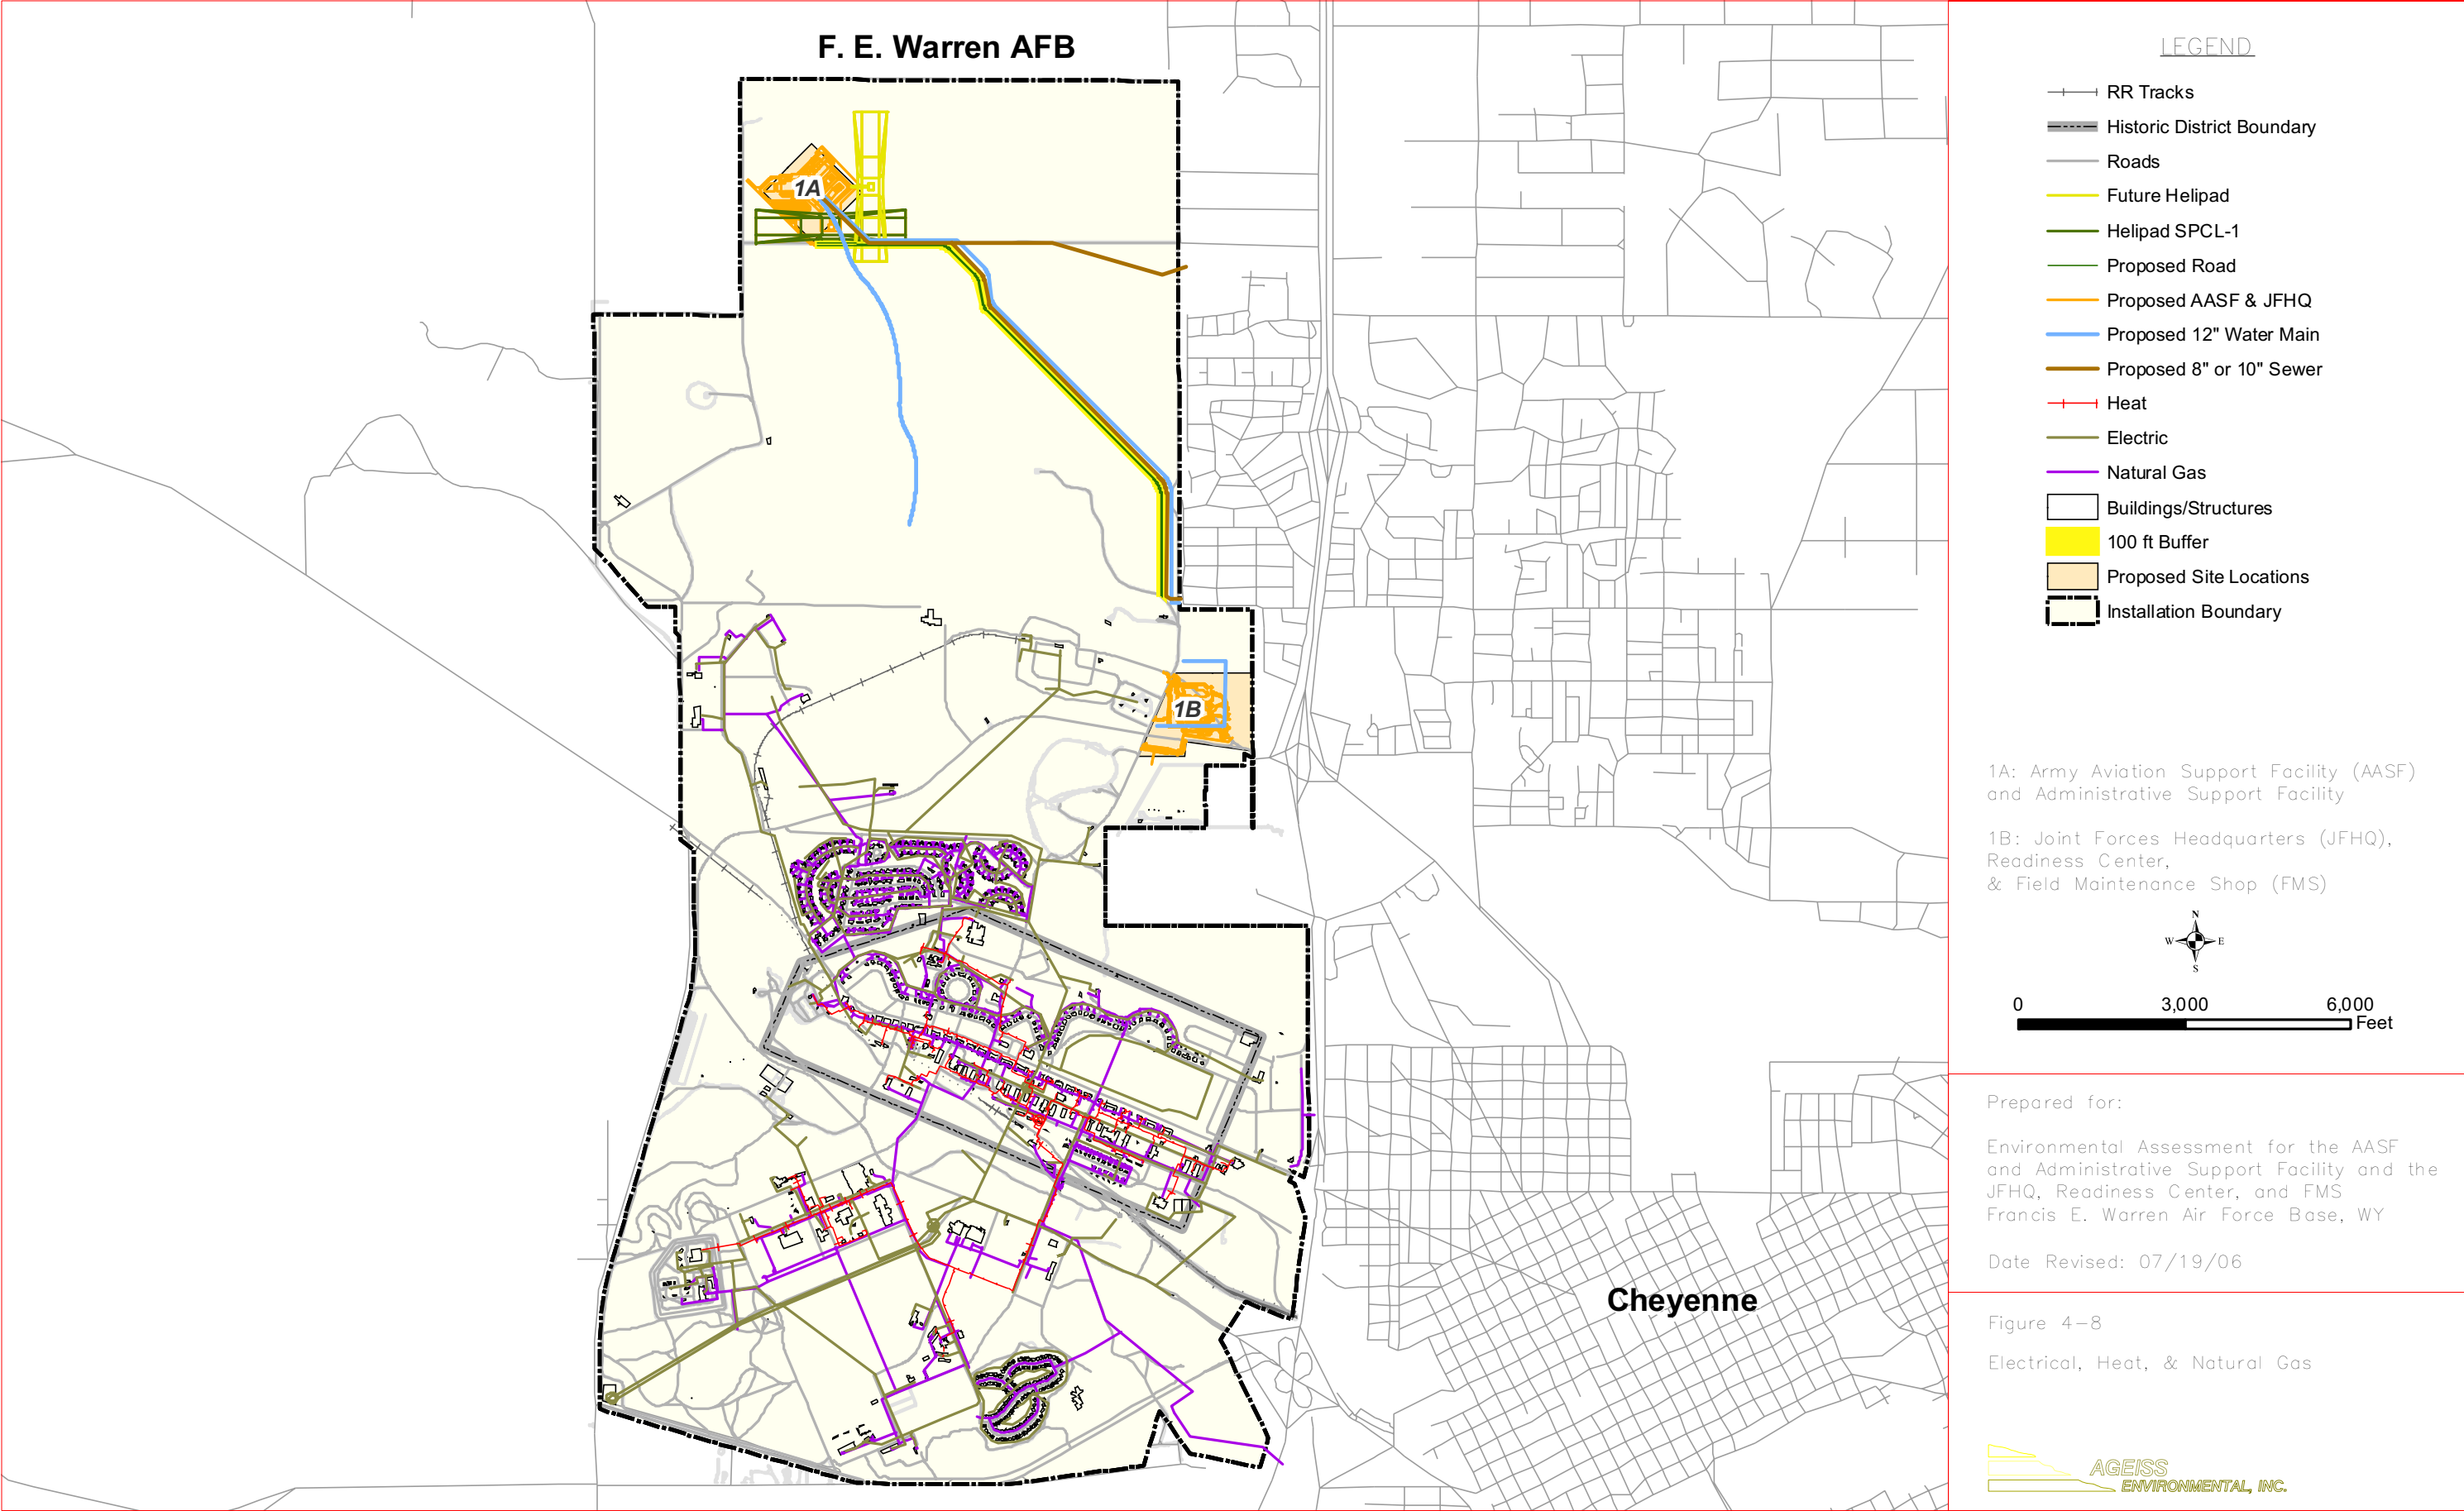 F. E. Warren AFB
1A
1B
Cheyenne
LEGEND
RR Tracks
Historic District Boundary
Roads
Future Helipad
Helipad SPCL-1
Proposed Road
Proposed AASF & JFHQ
Proposed 12" Water Main
Proposed 8" or 10" Sewer
Heat
Electric
Natural Gas
Buildings/Structures
100 ft Buffer
Proposed Site Locations
Installation Boundary
1A: Army Aviation Support Facility (AASF)
and Administrative Support Facility
1B: Joint Forces Headquarters (JFHQ),
Readiness Center,
& Field Maintenance Shop (FMS)
N
W E
S
0 3,000 6,000
Feet
Prepared for:
Environmental Assessment for the AASF
and Administrative Support Facility and the
JFHQ, Readiness Center, and FMS
Francis E. Warren Air Force Base, WY
Date Revised: 07/19/06
Figure 4-8
Electrical, Heat, & Natural Gas
AGEISS
ENVIRONMENTAL, INC.